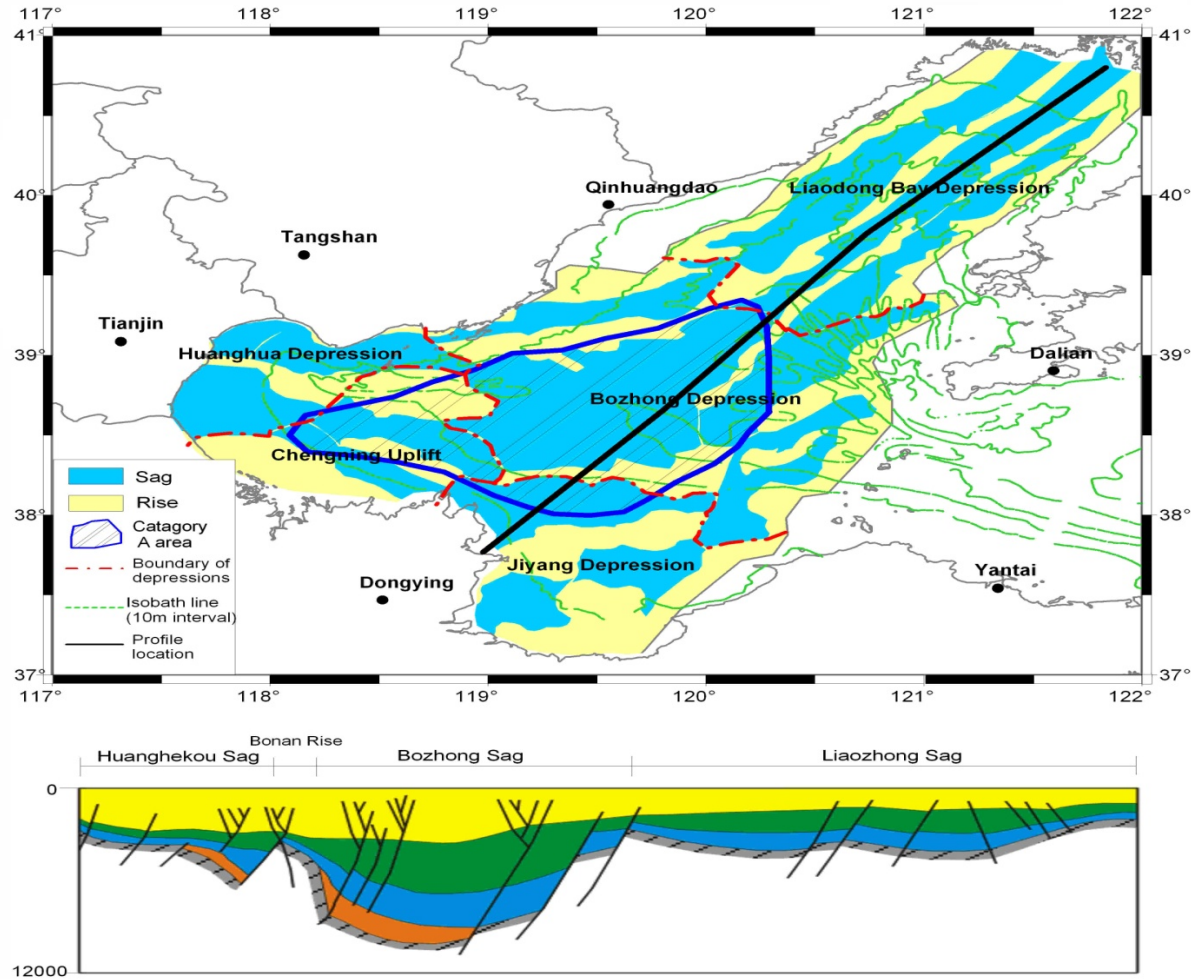 117° 118° 119° 120° 121° 122°
41° 41°
Qinhuangdao
40° Liaodong Bay Depression 40°
Tangshan
Tianjin
39° Huanghua Depression 39°
Dalian
Bozhong Depression
Chengning Uplift
Sag
Rise
38° 38°
Catagory
A area
Boundary of
depressions
Jiyang Depression
Dongying
Yantai
Isobath line
(10m interval)
Profile
location
37° 37°
117° 118° 119° 120° 121° 122°
Bonan Rise
Huanghekou Sag Bozhong Sag Liaozhong Sag
0
12000